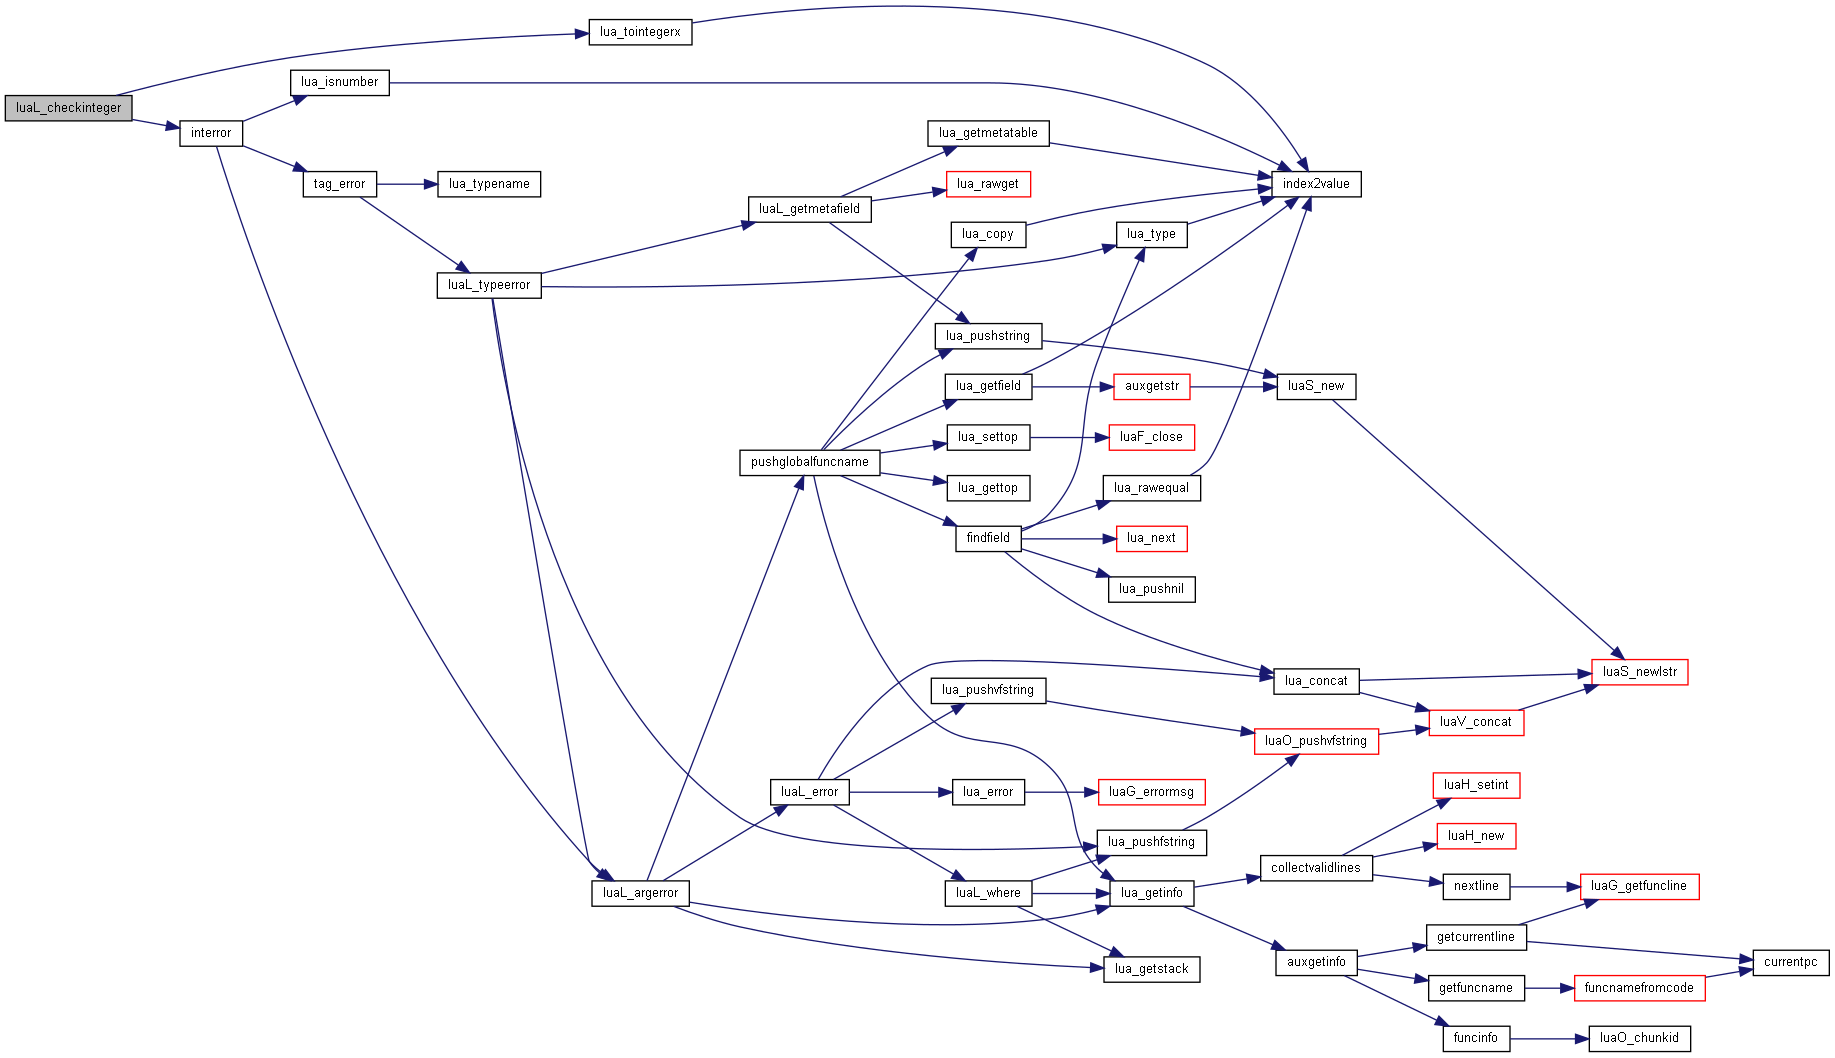 lua_tointegerx
lua_isnumber
luaL_checkinteger
interror
lua_getmetatable
tag_error
lua_typename
lua_rawget
index2value
luaL_getmetafield
lua_copy
lua_type
luaL_typeerror
lua_pushstring
lua_getfield
auxgetstr
luaS_new
lua_settop
luaF_close
pushglobalfuncname
lua_gettop
lua_rawequal
findfield
lua_next
lua_pushnil
luaS_newlstr
lua_concat
lua_pushvfstring
luaV_concat
luaO_pushvfstring
luaH_setint
luaL_error
lua_error
luaG_errormsg
luaH_new
lua_pushfstring
collectvalidlines
nextline
luaG_getfuncline
luaL_argerror
luaL_where
lua_getinfo
getcurrentline
auxgetinfo
currentpc
lua_getstack
getfuncname
funcnamefromcode
funcinfo
luaO_chunkid